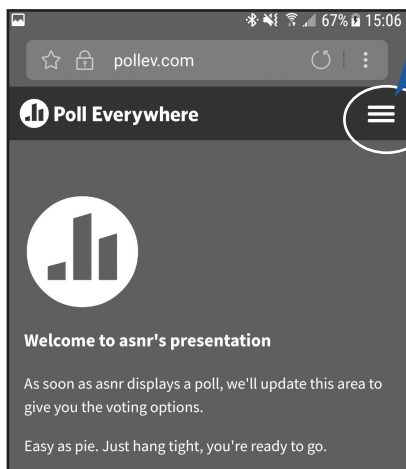 67% 15:06
pollev.com
Poll Everywhere
Welcome to asnr's presentation
As soon as asnr displays a poll, we'll update this area to
give you the voting options.
Easy as pie. Just hang tight, you're ready to go.